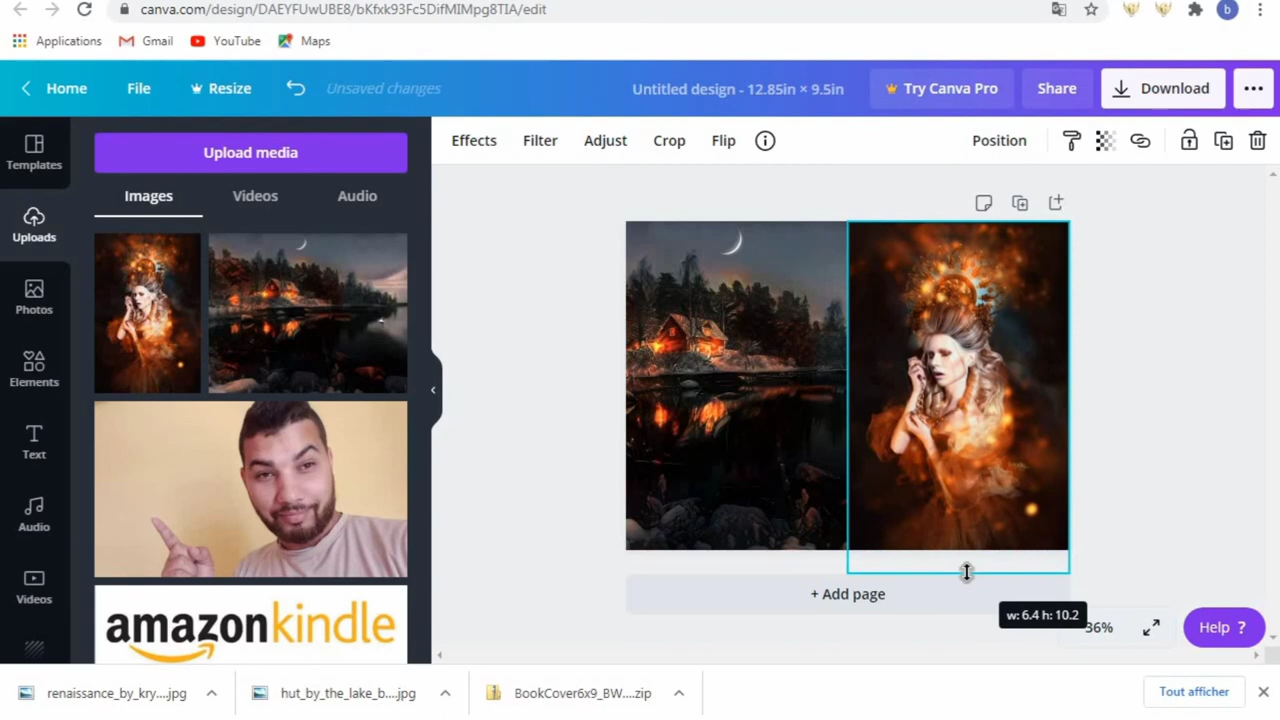 canva.com/design/DAEYFUwUBE8/bKfxk93Fc5DifMIMpg8TIA/edit
b
Applications
Gmail
YouTube
Maps
Home
File
Resize
Unsaved changes
Untitled design - 12.85in × 9.5in
Try Canva Pro
Share
Download
Templates
Uploads
Photos
Elements
Text
Audio
Videos
Upload media
Images
Videos
Audio
amazonkindle
Effects
Filter
Adjust
Crop
Flip
Position
+ Add page
w: 6.4 h: 10.2
36%
Help ?
renaissance_by_kry....jpg
hut_by_the_lake_b....jpg
BookCover6x9_BW....zip
Tout afficher